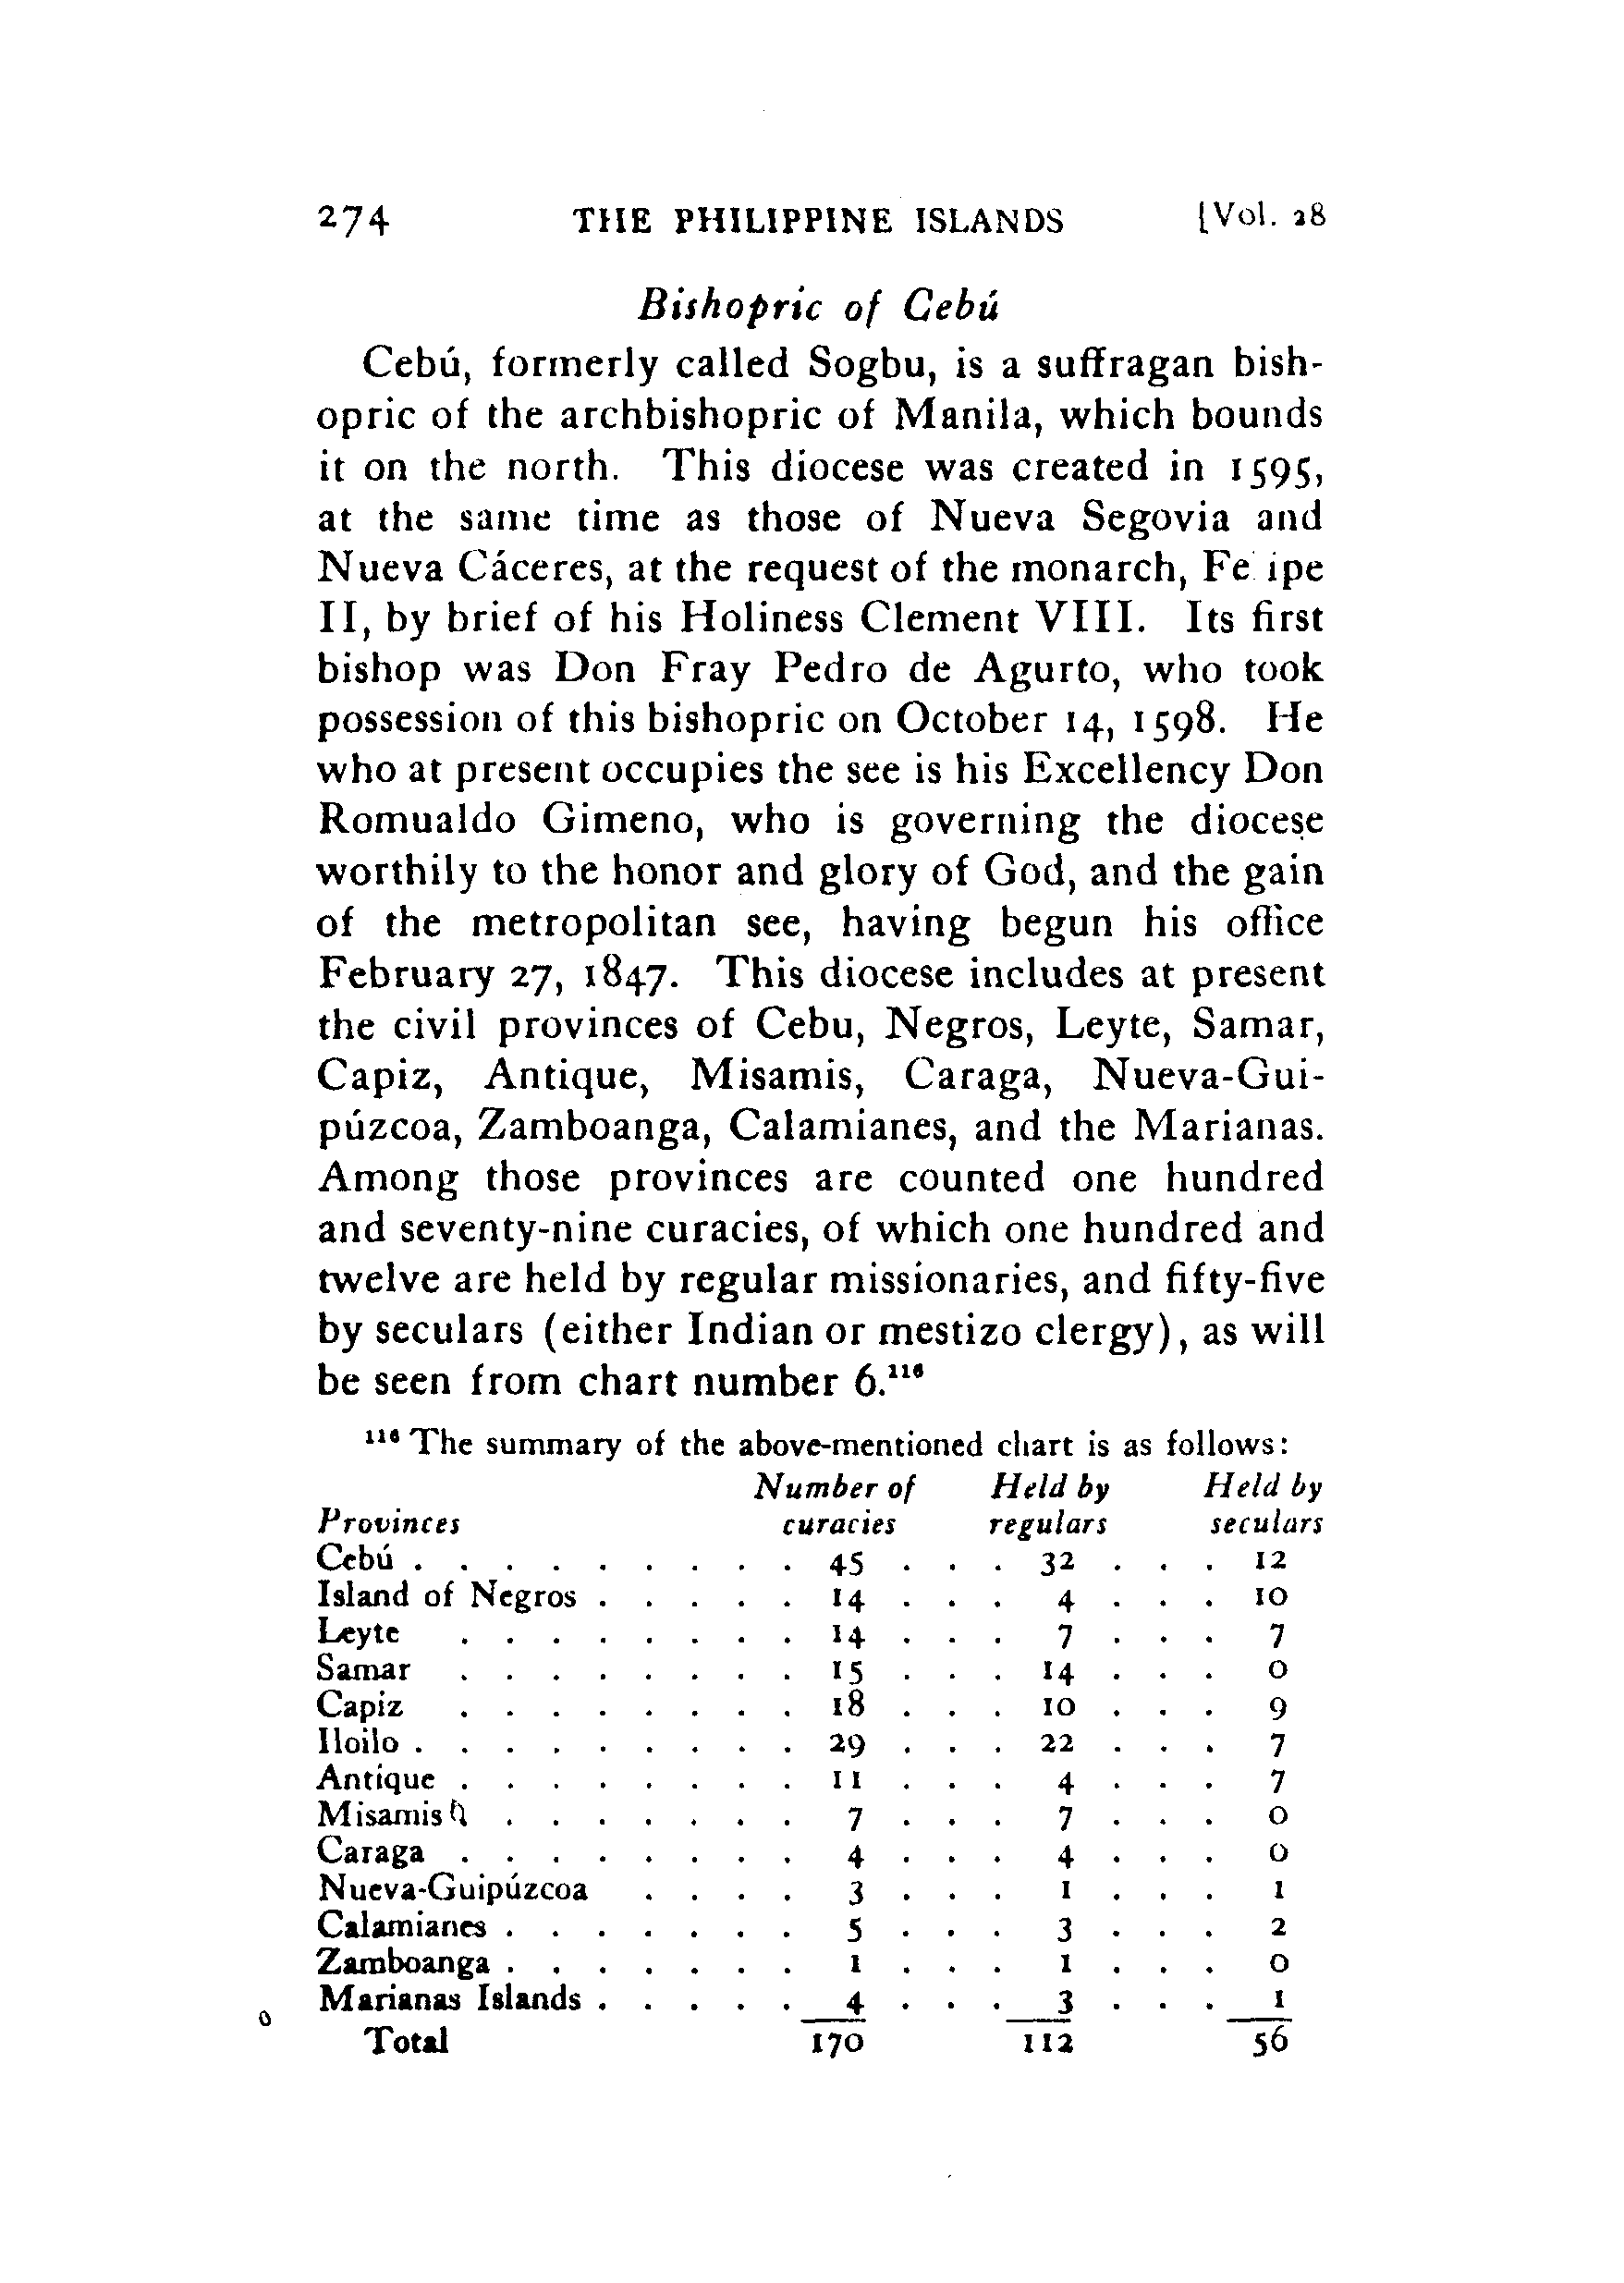 274 THE PHILIPPINE ISLANDS [Vol. 28
Bishopric of Cebú
Cebú, formerly called Sogbu, is a suffragan bish-
opric of the archbishopric of Manila, which bounds
it on the north. This diocese was created in 1595,
at the same time as those of Nueva Segovia and
Nueva Cáceres, at the request of the monarch, Fe ipe
II, by brief of his Holiness Clement VIII. Its first
bishop was Don Fray Pedro de Agurto, who took
possession of this bishopric on October 14, 1598. He
who at present occupies the see is his Excellency Don
Romualdo Gimeno, who is governing the diocese
worthily to the honor and glory of God, and the gain
of the metropolitan see, having begun his office
February 27, 1847. This diocese includes at present
the civil provinces of Cebu, Negros, Leyte, Samar,
Capiz, Antique, Misamis, Caraga, Nueva-Gui-
púzcoa, Zamboanga, Calamianes, and the Marianas.
Among those provinces are counted one hundred
and seventy-nine curacies, of which one hundred and
twelve are held by regular missionaries, and fifty-five
by seculars (either Indian or mestizo clergy), as will
be seen from chart number 6.¹¹⁶
¹¹⁶ The summary of the above-mentioned chart is as follows:
Number of Held by Held by
Provinces curacies regulars seculars
Cebú . . . . . . . . . 45 . . . 32 . . . 12
Island of Negros . . . . . 14 . . . 4 . . . 10
Leyte . . . . . . . . 14 . . . 7 . . . 7
Samar . . . . . . . . 15 . . . 14 . . . 0
Capiz . . . . . . . . 18 . . . 10 . . . 9
Iloilo . . . . . . . . . 29 . . . 22 . . . 7
Antique . . . . . . . . 11 . . . 4 . . . 7
Misamis . . . . . . . 7 . . . 7 . . . 0
Caraga . . . . . . . . 4 . . . 4 . . . 0
Nueva-Guipúzcoa . . . . 3 . . . 1 . . . 1
Calamianes . . . . . . . 5 . . . 3 . . . 2
Zamboanga . . . . . . . 1 . . . 1 . . . 0
Marianas Islands . . . . . 4 . . . 3 . . . 1
Total 170 112 56